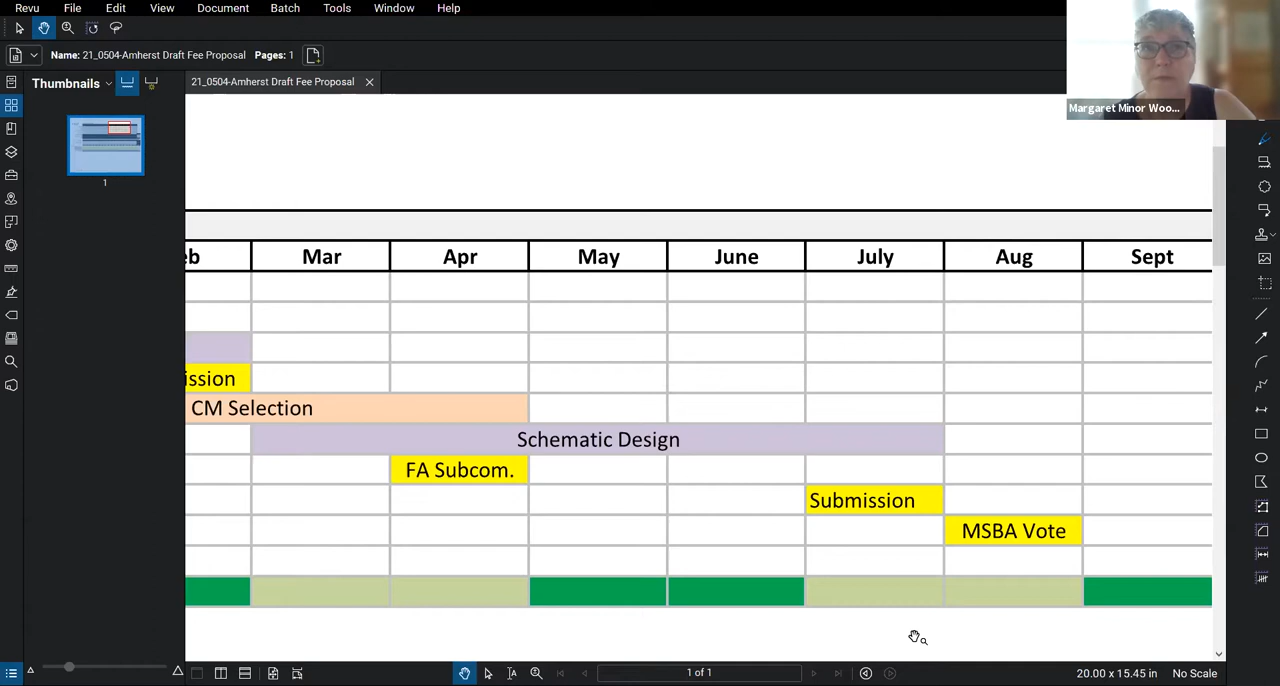 Revu File Edit View Document Batch Tools Window Help
Name: 21_0504-Amherst Draft Fee Proposal Pages: 1
Margaret Minor Woo...
Thumbnails
21_0504-Amherst Draft Fee Proposal
1
eb Mar Apr May June July Aug Sept
ission
CM Selection
Schematic Design
FA Subcom.
Submission
MSBA Vote
1 of 1
20.00 x 15.45 in No Scale